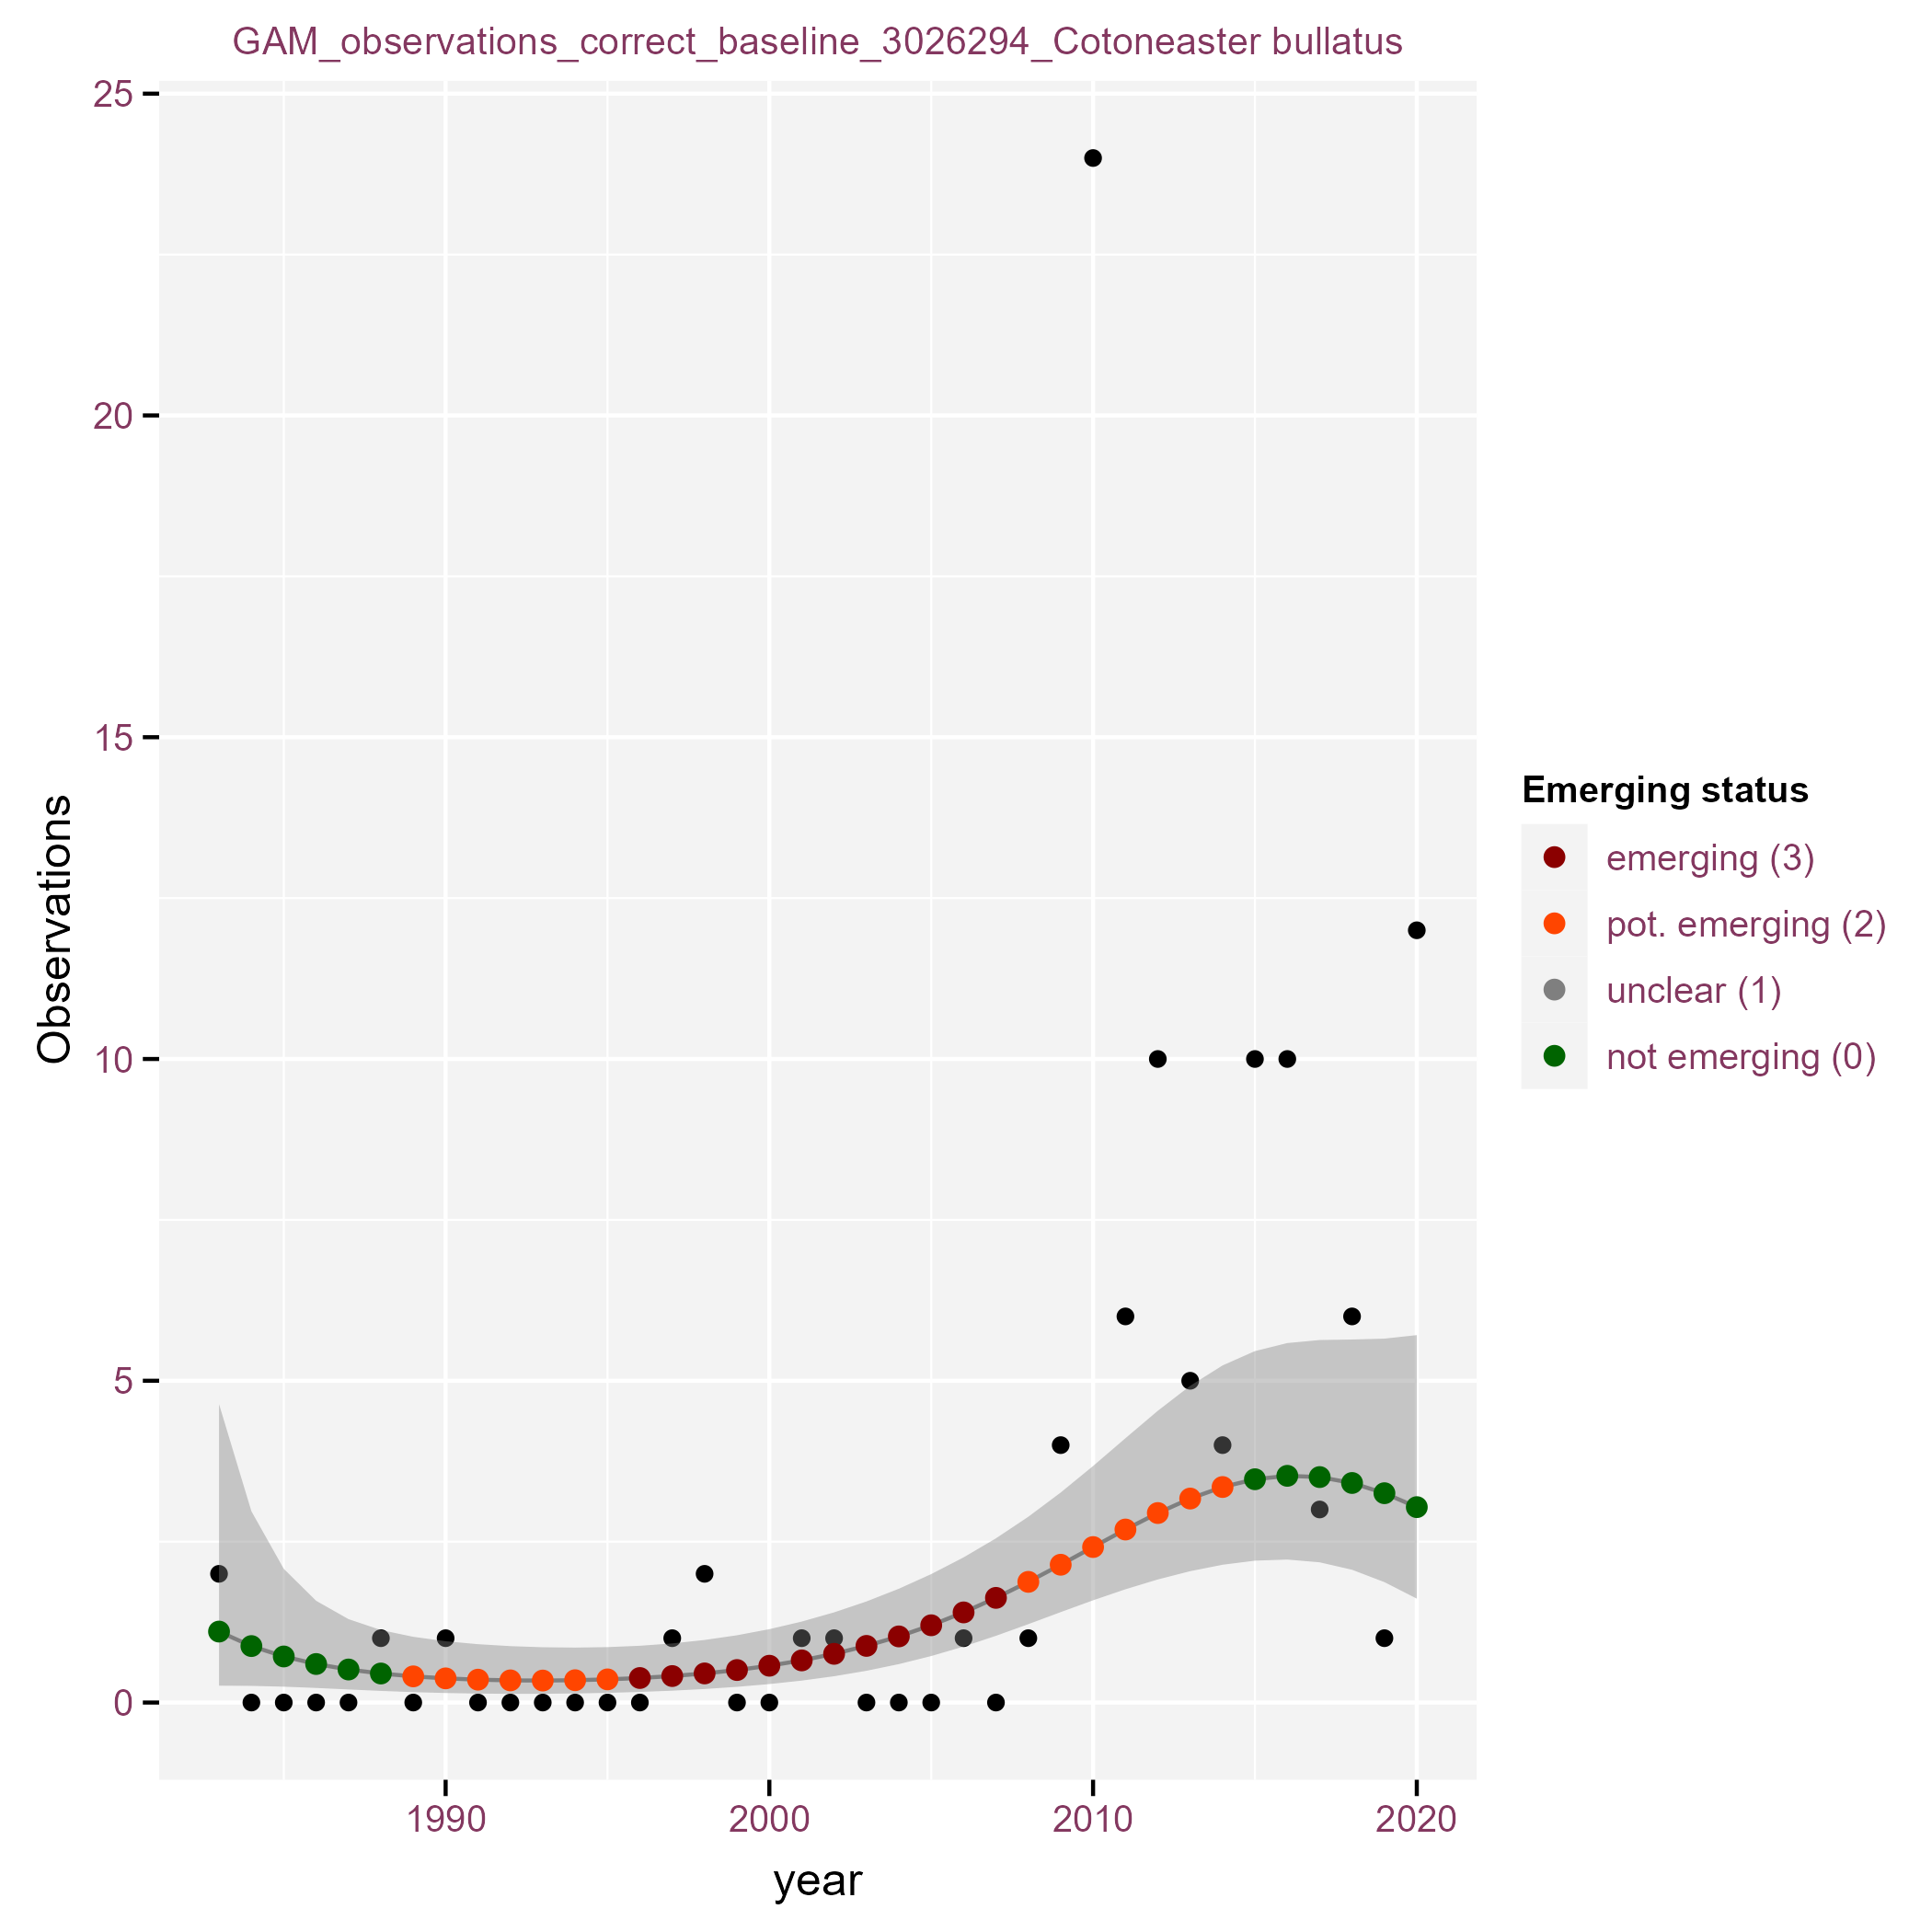 GAM_observations_correct_baseline_3026294_Cotoneaster bullatus
25
20
15
10
5
0
Observations
1990
2000
2010
2020
year
Emerging status
emerging (3)
pot. emerging (2)
unclear (1)
not emerging (0)